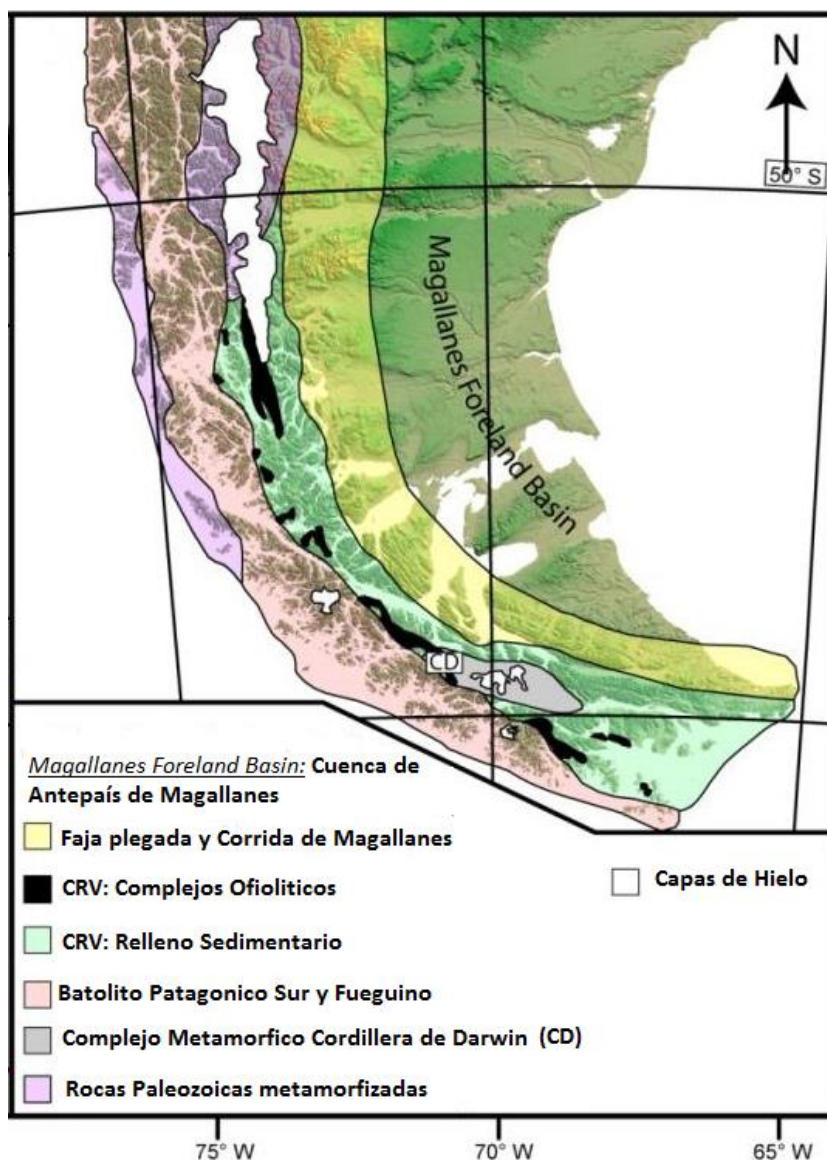 N
50° S
Magallanes Foreland Basin
CD
Magallanes Foreland Basin: Cuenca de
Antepaís de Magallanes
Faja plegada y Corrida de Magallanes
CRV: Complejos Ofioliticos
Capas de Hielo
CRV: Relleno Sedimentario
Batolito Patagonico Sur y Fueguino
Complejo Metamorfico Cordillera de Darwin (CD)
Rocas Paleozoicas metamorfizadas
75° W
70° W
65° W